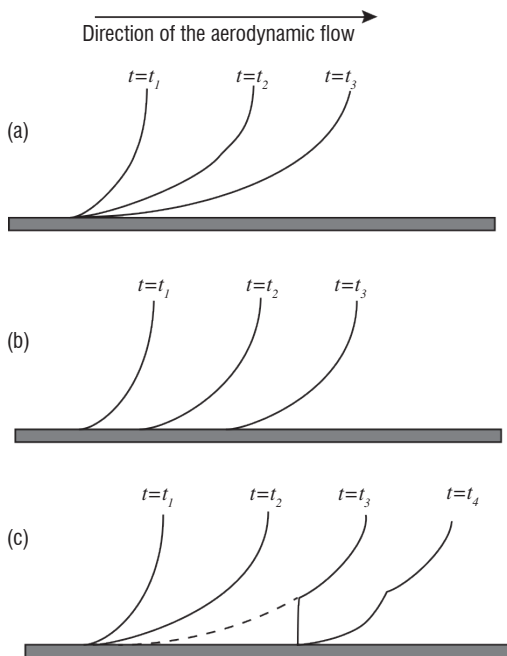 Direction of the aerodynamic flow
t=t1 t=t2 t=t3
(a)
t=t1 t=t2 t=t3
(b)
t=t1 t=t2 t=t3 t=t4
(c)